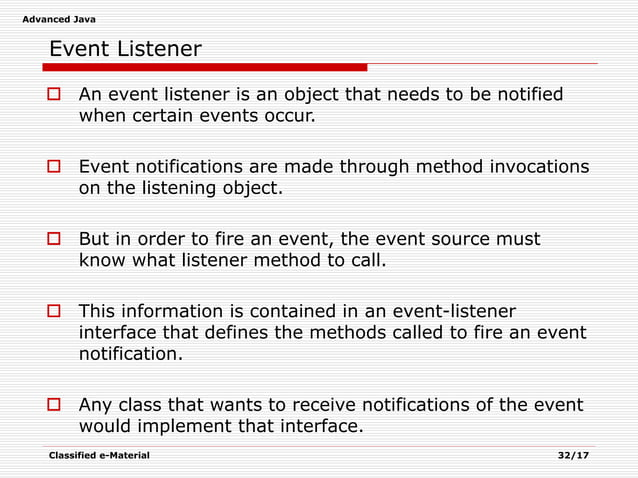 Advanced Java
Event Listener
An event listener is an object that needs to be notified
when certain events occur.
Event notifications are made through method invocations
on the listening object.
But in order to fire an event, the event source must
know what listener method to call.
This information is contained in an event-listener
interface that defines the methods called to fire an event
notification.
Any class that wants to receive notifications of the event
would implement that interface.
Classified e-Material
32/17